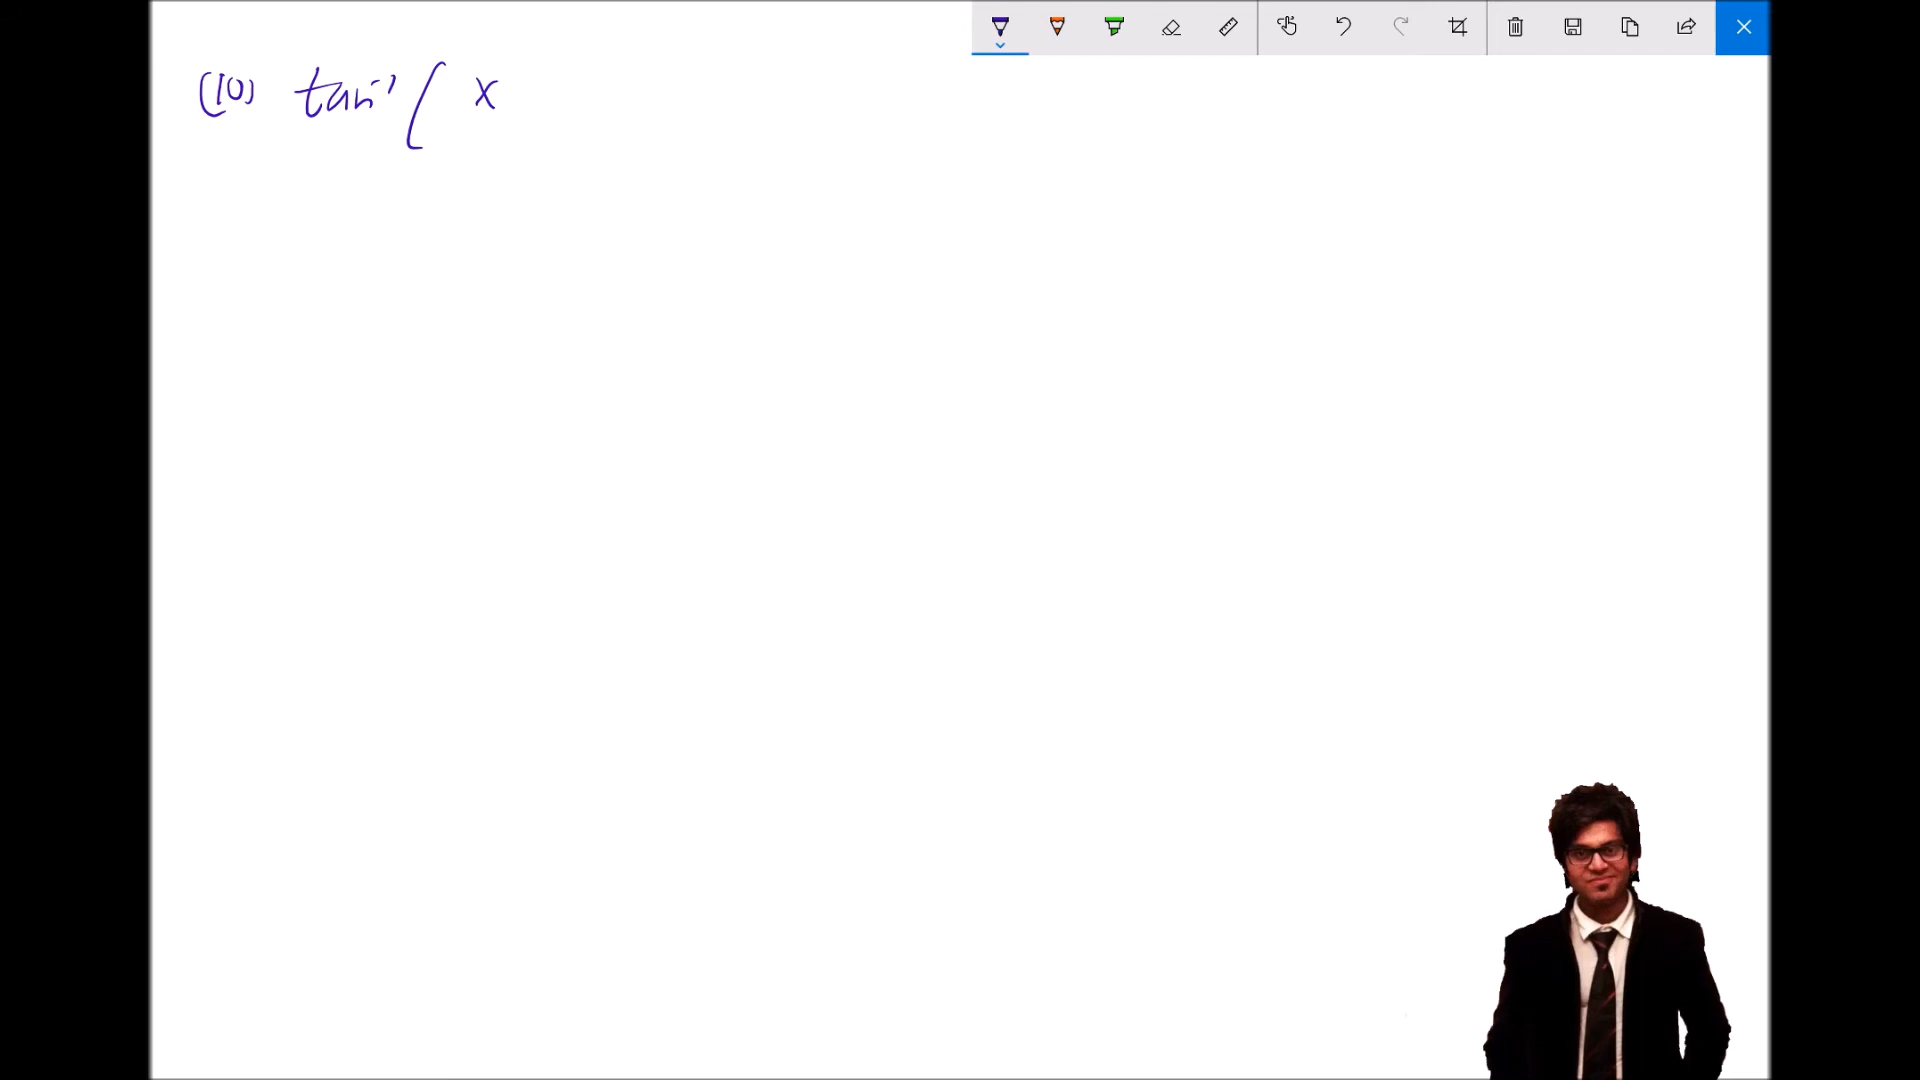 (10) tan⁻¹ ( x